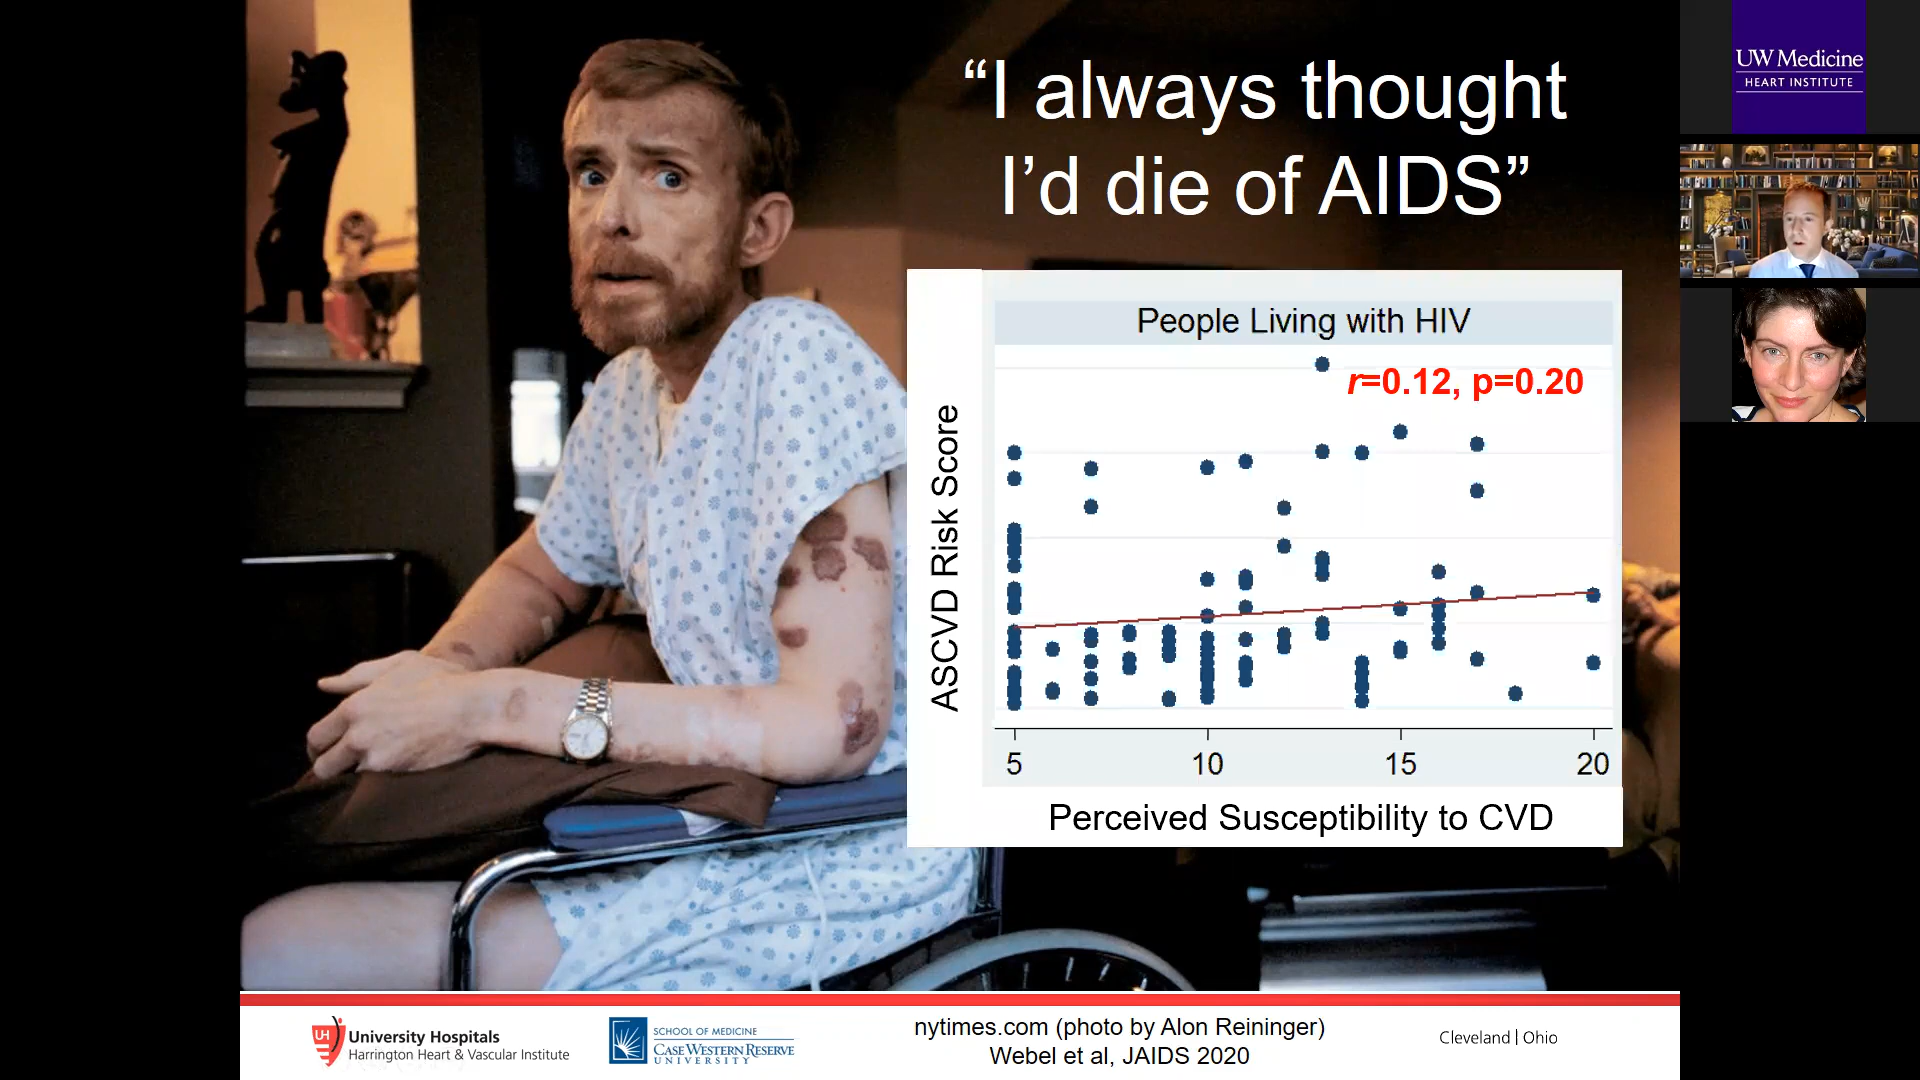 “I always thought
I’d die of AIDS”
People Living with HIV
r=0.12, p=0.20
ASCVD Risk Score
5 10 15 20
Perceived Susceptibility to CVD
UH
University Hospitals
Harrington Heart & Vascular Institute
SCHOOL OF MEDICINE
CASE WESTERN RESERVE
UNIVERSITY
nytimes.com (photo by Alon Reininger)
Webel et al, JAIDS 2020
Cleveland | Ohio
UW Medicine
HEART INSTITUTE